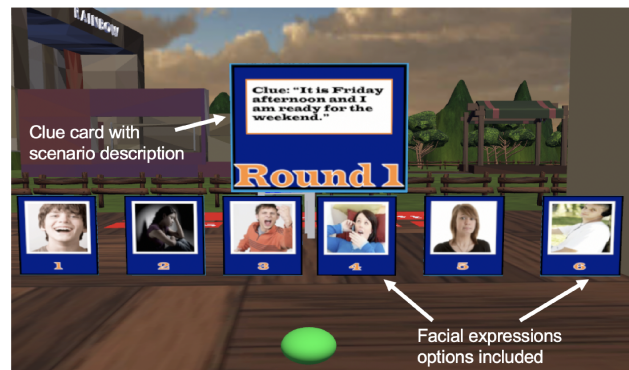 RAINBOW
Clue: "It is Friday
afternoon and I
am ready for the
weekend."
Clue card with
scenario description
Round 1
1
2
3
4
5
6
Facial expressions
options included